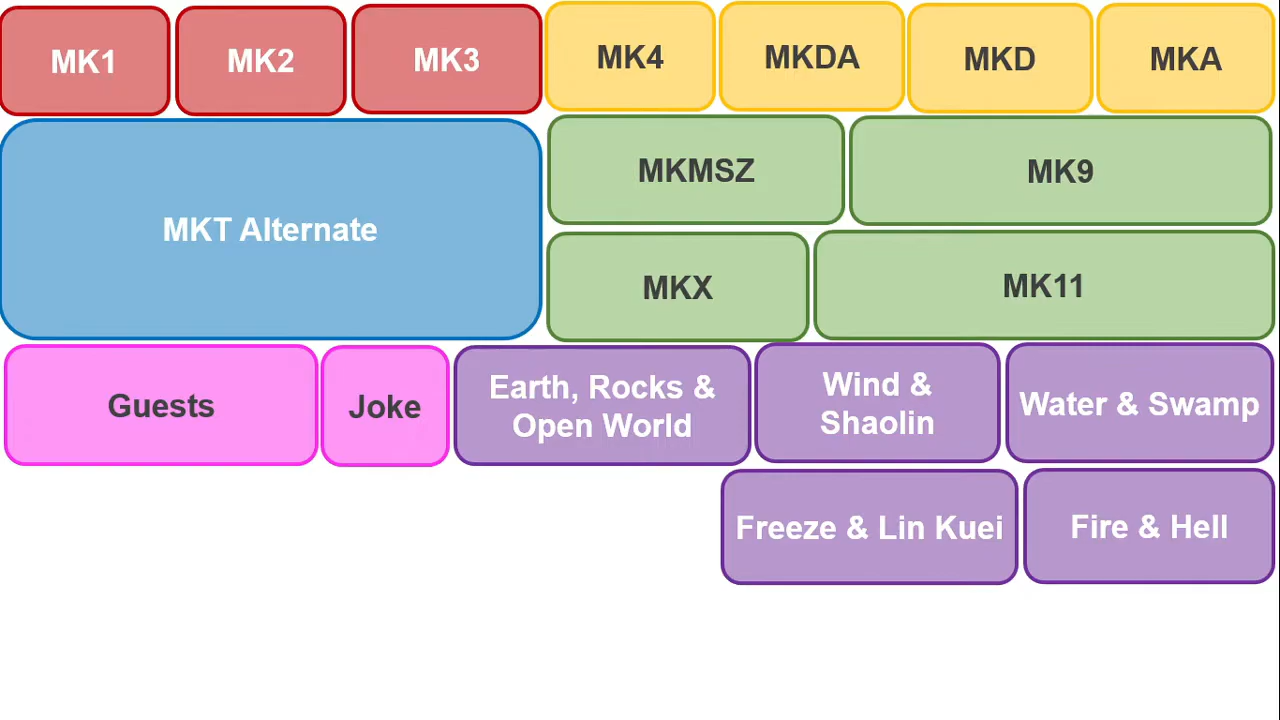 MK1
MK2
MK3
MK4
MKDA
MKD
MKA
MKT Alternate
MKMSZ
MK9
MKX
MK11
Guests
Joke
Earth, Rocks &
Open World
Wind &
Shaolin
Water & Swamp
Freeze & Lin Kuei
Fire & Hell